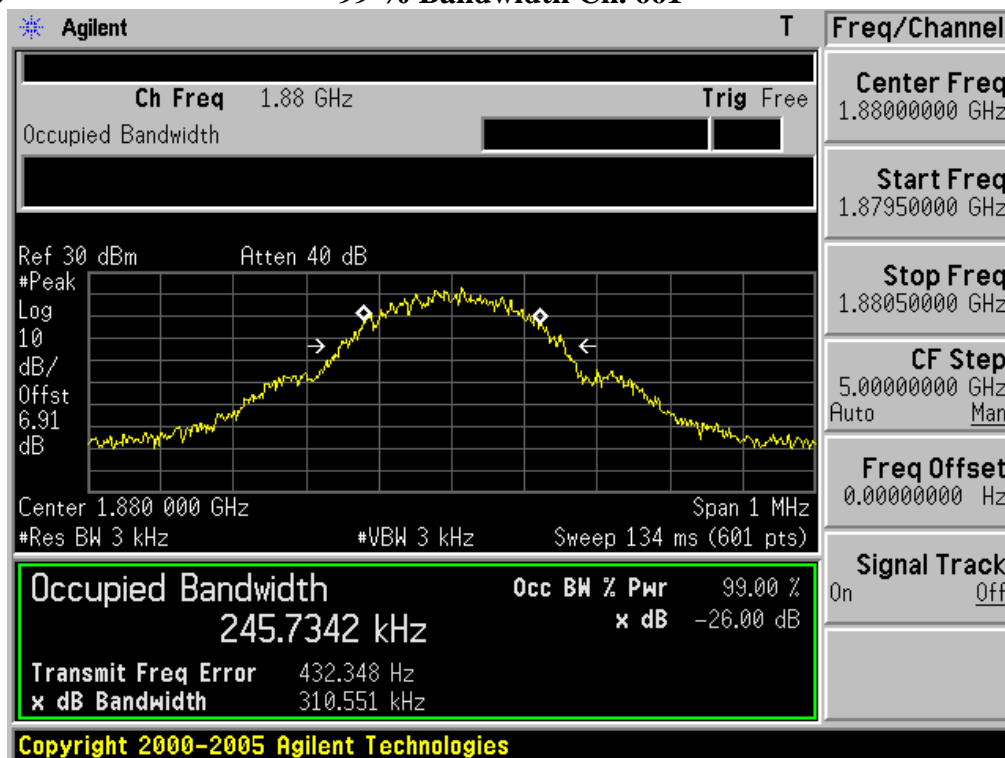 99 % Bandwidth Ch. 661
Agilent
T
Freq/Channel
Ch Freq 1.88 GHz
Trig Free
Occupied Bandwidth
Center Freq
1.88000000 GHz
Start Freq
1.87950000 GHz
Stop Freq
1.88050000 GHz
CF Step
5.00000000 GHz
Auto Man
Freq Offset
0.00000000 Hz
Signal Track
On Off
Ref 30 dBm
Atten 40 dB
#Peak
Log
10
dB/
Offst
6.91
dB
Center 1.880 000 GHz
Span 1 MHz
#Res BW 3 kHz
#VBW 3 kHz
Sweep 134 ms (601 pts)
Occupied Bandwidth
245.7342 kHz
Occ BW % Pwr 99.00 %
x dB -26.00 dB
Transmit Freq Error 432.348 Hz
x dB Bandwidth 310.551 kHz
Copyright 2000-2005 Agilent Technologies